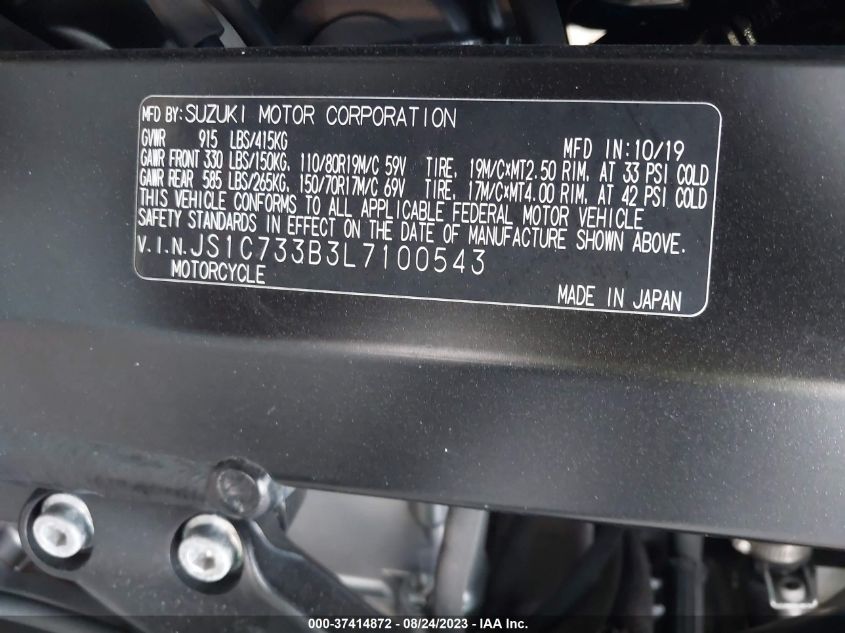 MFD BY: SUZUKI MOTOR CORPORATION
GVWR 915 LBS/415KG MFD IN: 10/19
GAWR FRONT 330 LBS/150KG, 110/80R19M/C 59V TIRE, 19M/C×MT2.50 RIM, AT 33 PSI COLD
GAWR REAR 585 LBS/265KG, 150/70R17M/C 69V TIRE, 17M/C×MT4.00 RIM, AT 42 PSI COLD
THIS VEHICLE CONFORMS TO ALL APPLICABLE FEDERAL MOTOR VEHICLE
SAFETY STANDARDS IN EFFECT ON THE DATE OF MANUFACTURE SHOWN ABOVE.
V.I.N. JS1C733B3L7100543
MOTORCYCLE
MADE IN JAPAN
000-37414872 - 08/24/2023 - IAA Inc.